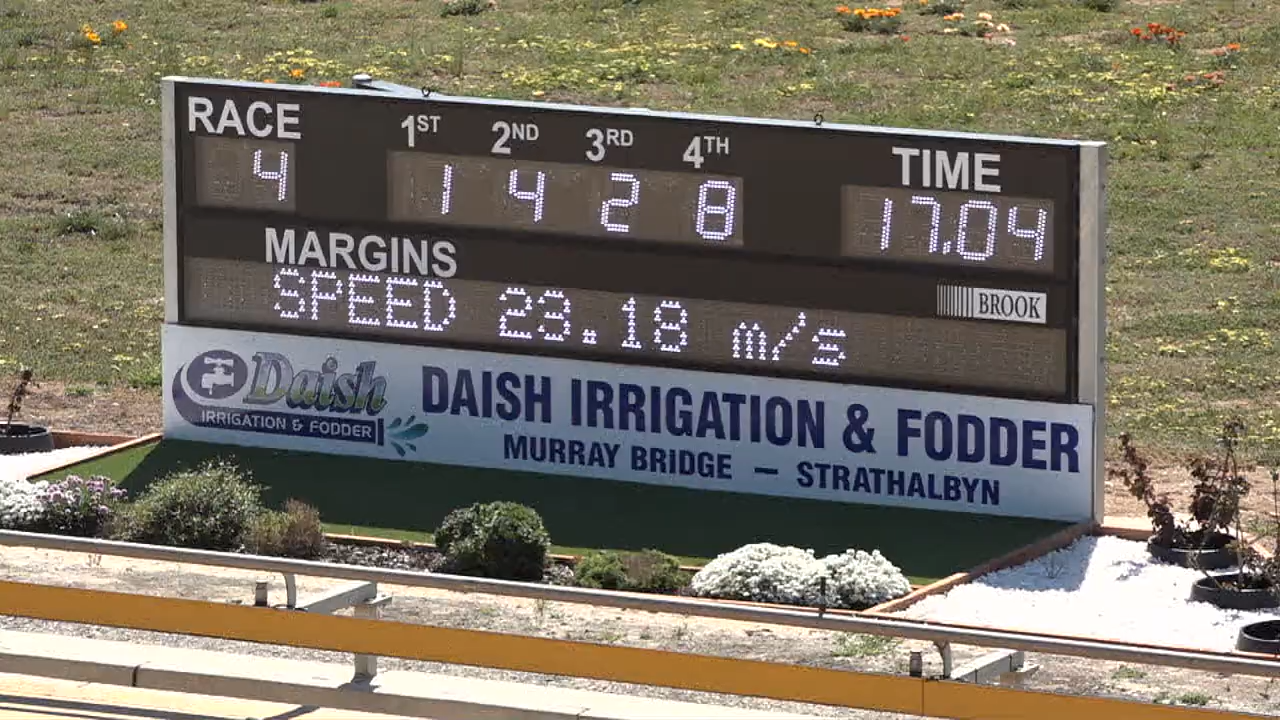 RACE 1ST 2ND 3RD 4TH TIME
4 1 4 2 8 17.04
MARGINS
BROOK
SPEED 23.18 m/s
Daish
IRRIGATION & FODDER
DAISH IRRIGATION & FODDER
MURRAY BRIDGE – STRATHALBYN